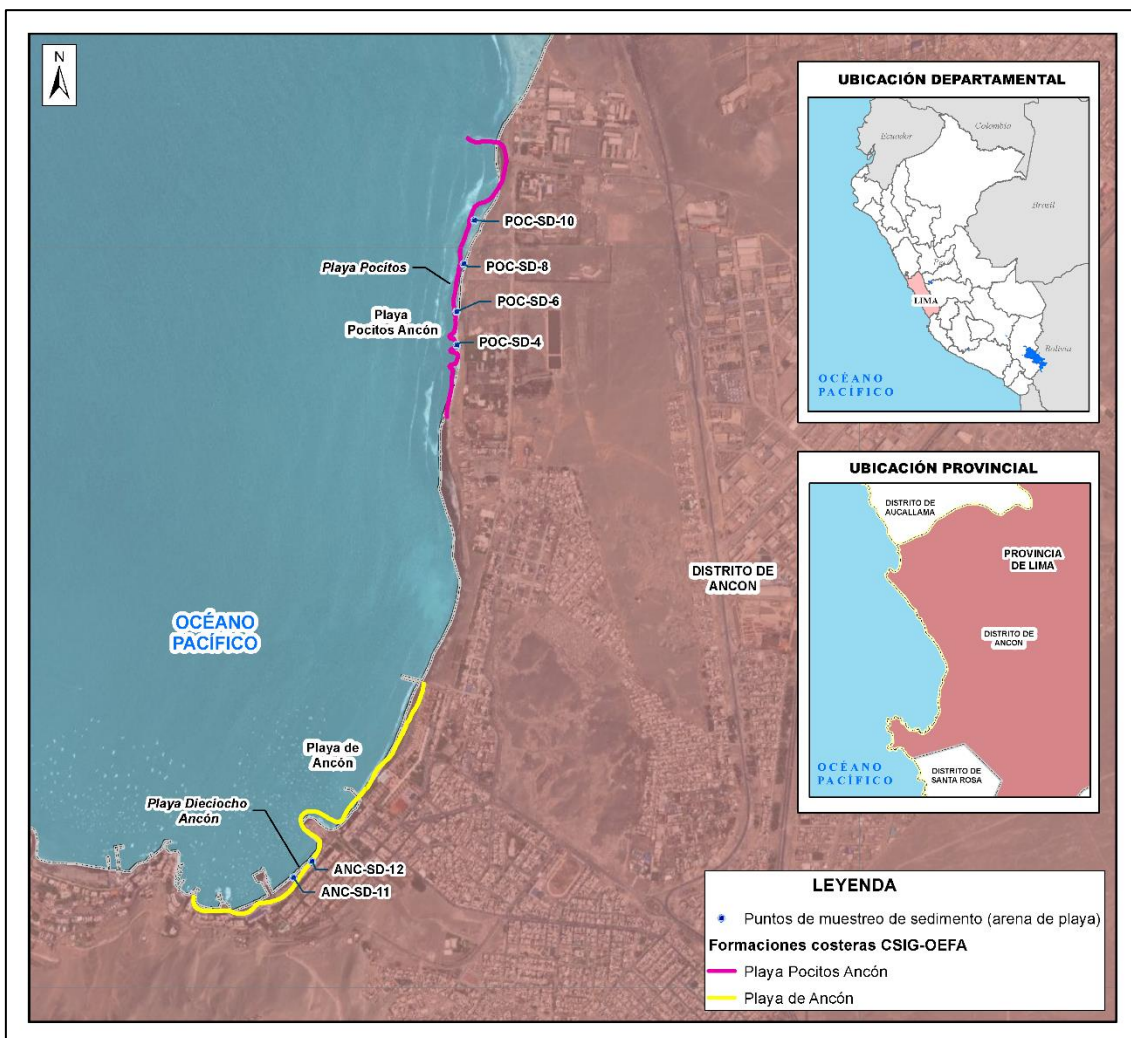 N
POC-SD-10
Playa Pocitos
POC-SD-8
POC-SD-6
Playa
Pocitos Ancón
POC-SD-4
DISTRITO DE
ANCON
OCÉANO
PACÍFICO
Playa de
Ancón
Playa Dieciocho
Ancón
ANC-SD-12
ANC-SD-11
UBICACIÓN DEPARTAMENTAL
Ecuador
Colombia
Brasil
LIMA
Bolivia
OCÉANO
PACÍFICO
UBICACIÓN PROVINCIAL
DISTRITO DE
AUCALLAMA
PROVINCIA
DE LIMA
DISTRITO DE
ANCON
OCÉANO
PACÍFICO
DISTRITO DE
SANTA ROSA
LEYENDA
Puntos de muestreo de sedimento (arena de playa)
Formaciones costeras CSIG-OEFA
Playa Pocitos Ancón
Playa de Ancón